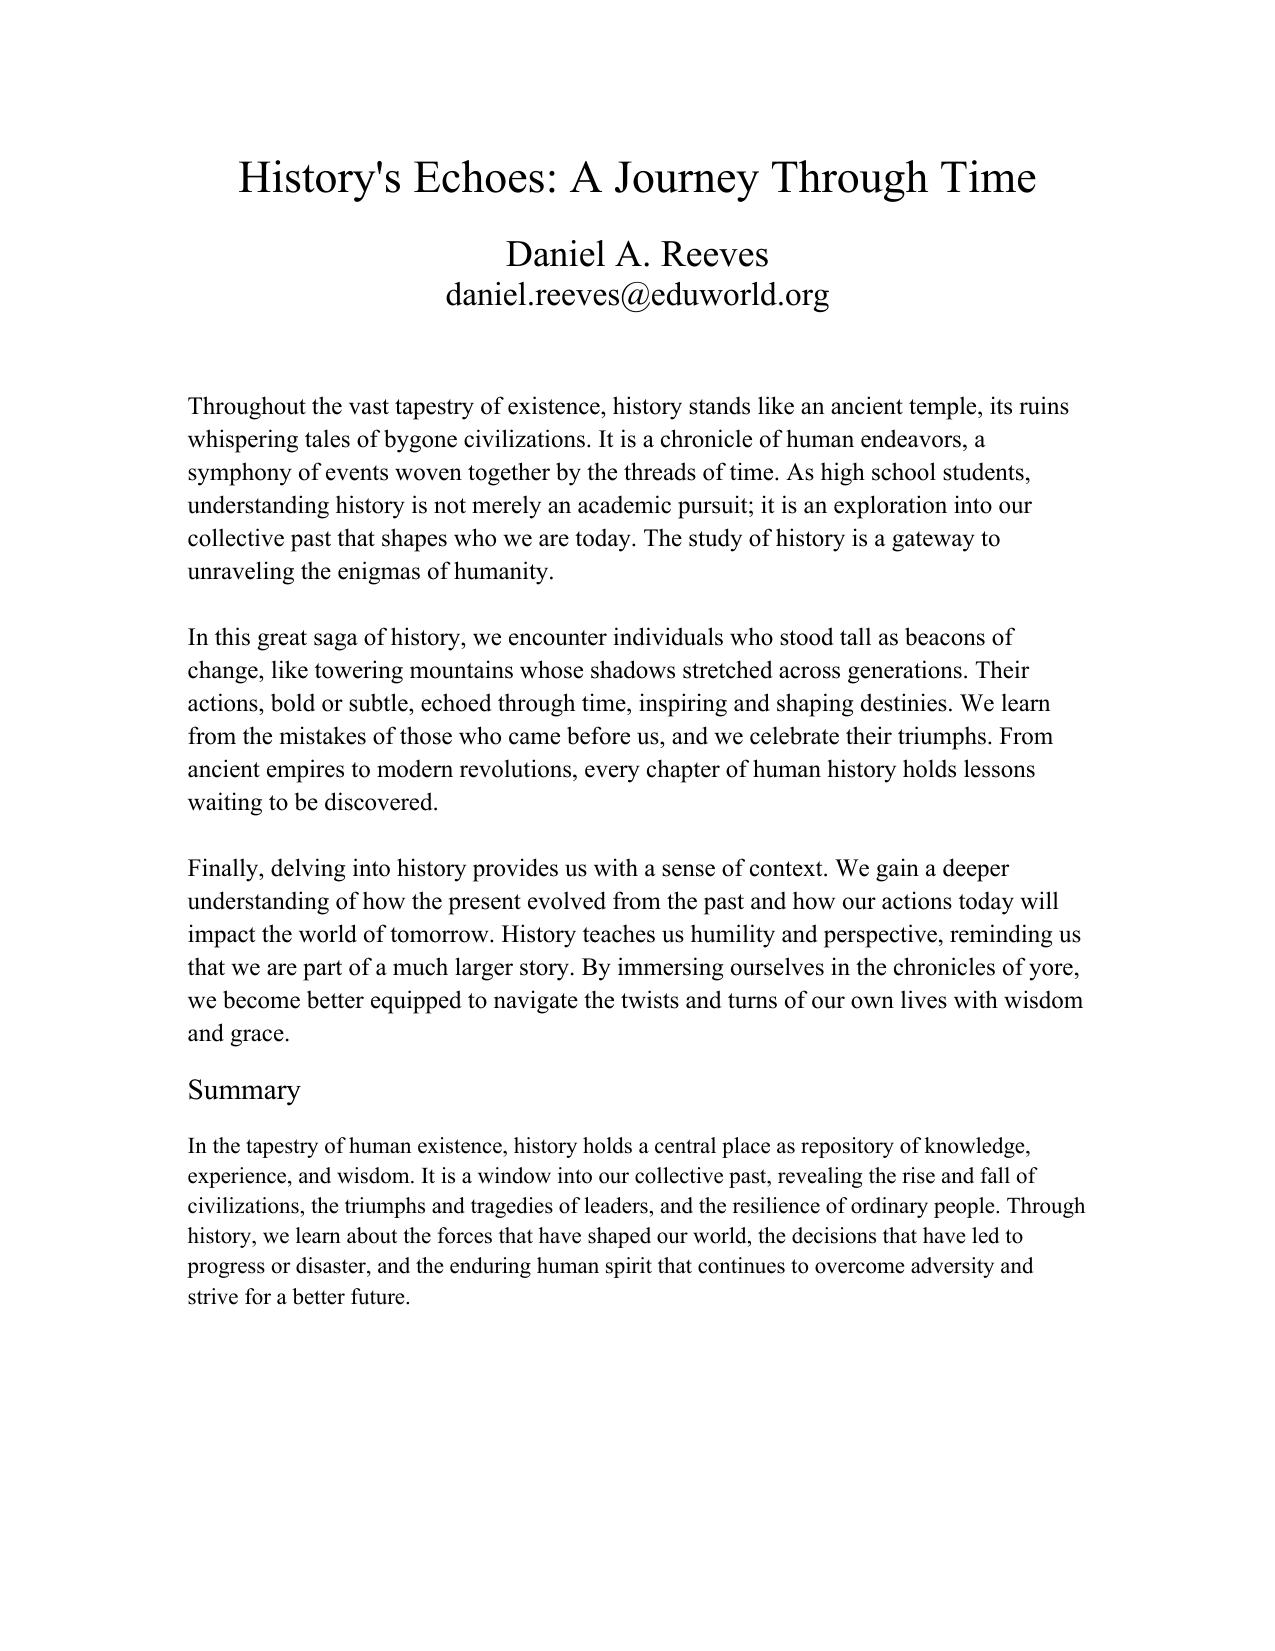 History's Echoes: A Journey Through Time
Daniel A. Reeves
daniel.reeves@eduworld.org
Throughout the vast tapestry of existence, history stands like an ancient temple, its ruins
whispering tales of bygone civilizations. It is a chronicle of human endeavors, a
symphony of events woven together by the threads of time. As high school students,
understanding history is not merely an academic pursuit; it is an exploration into our
collective past that shapes who we are today. The study of history is a gateway to
unraveling the enigmas of humanity.
In this great saga of history, we encounter individuals who stood tall as beacons of
change, like towering mountains whose shadows stretched across generations. Their
actions, bold or subtle, echoed through time, inspiring and shaping destinies. We learn
from the mistakes of those who came before us, and we celebrate their triumphs. From
ancient empires to modern revolutions, every chapter of human history holds lessons
waiting to be discovered.
Finally, delving into history provides us with a sense of context. We gain a deeper
understanding of how the present evolved from the past and how our actions today will
impact the world of tomorrow. History teaches us humility and perspective, reminding us
that we are part of a much larger story. By immersing ourselves in the chronicles of yore,
we become better equipped to navigate the twists and turns of our own lives with wisdom
and grace.
Summary
In the tapestry of human existence, history holds a central place as repository of knowledge,
experience, and wisdom. It is a window into our collective past, revealing the rise and fall of
civilizations, the triumphs and tragedies of leaders, and the resilience of ordinary people. Through
history, we learn about the forces that have shaped our world, the decisions that have led to
progress or disaster, and the enduring human spirit that continues to overcome adversity and
strive for a better future.